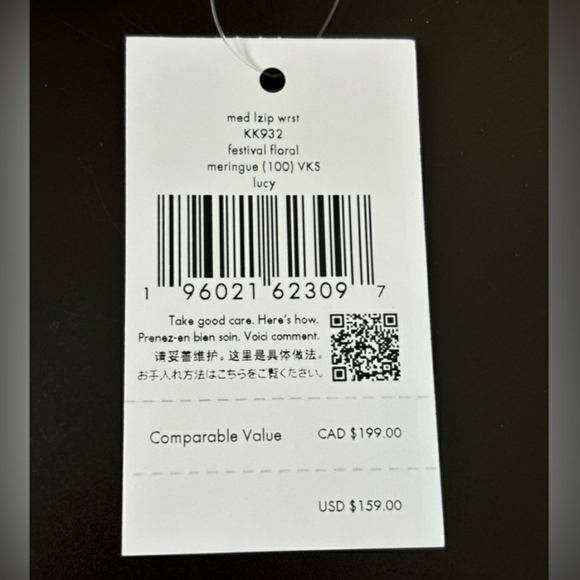 med lzip wrst
KK932
festival floral
meringue (100) VKS
lucy
1 96021 62309 7
Take good care. Here's how.
Prenez-en bien soin. Voici comment.
请妥善维护。这里是具体做法。
お手入れ方法はこちらをご覧ください。
Comparable Value CAD $199.00
USD $159.00